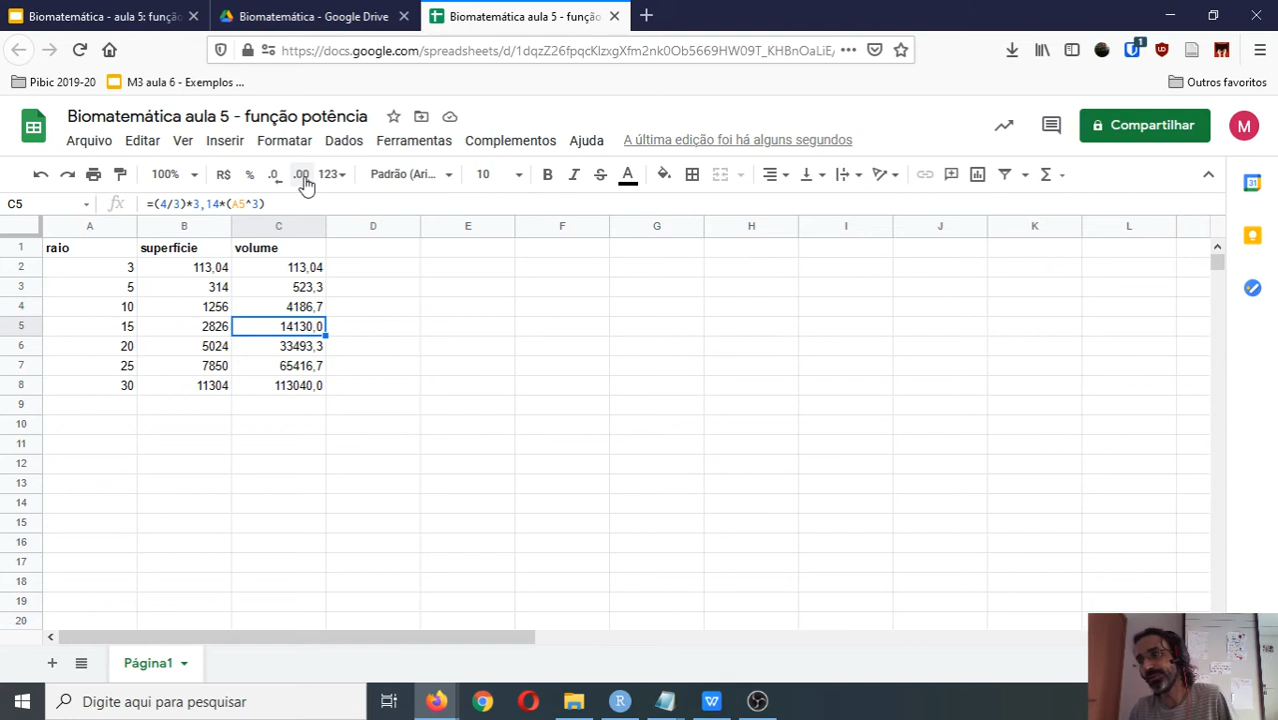 Biomatemática - aula 5: função
Biomatemática - Google Drive
Biomatemática aula 5 - função
https://docs.google.com/spreadsheets/d/1dqzZ26fpqcKIzxgXfm2nk0Ob5669HW09T_KHBnOaLiE/
1
Pibic 2019-20
M3 aula 6 - Exemplos ...
Outros favoritos
Biomatemática aula 5 - função potência
Arquivo Editar Ver Inserir Formatar Dados Ferramentas Complementos Ajuda A última edição foi há alguns segundos
Compartilhar
M
100% R$ % .0 .00 123 Padrão (Ari... 10 B I S A Σ
31
C5 fx =(4/3)*3,14*(A5^3)
A B C D E F G H I J K L
1 raio superfície volume
2 3 113,04 113,04
3 5 314 523,3
4 10 1256 4186,7
5 15 2826 14130,0
6 20 5024 33493,3
7 25 7850 65416,7
8 30 11304 113040,0
9
10
11
12
13
14
15
16
17
18
19
20
Página1
Digite aqui para pesquisar
R
W